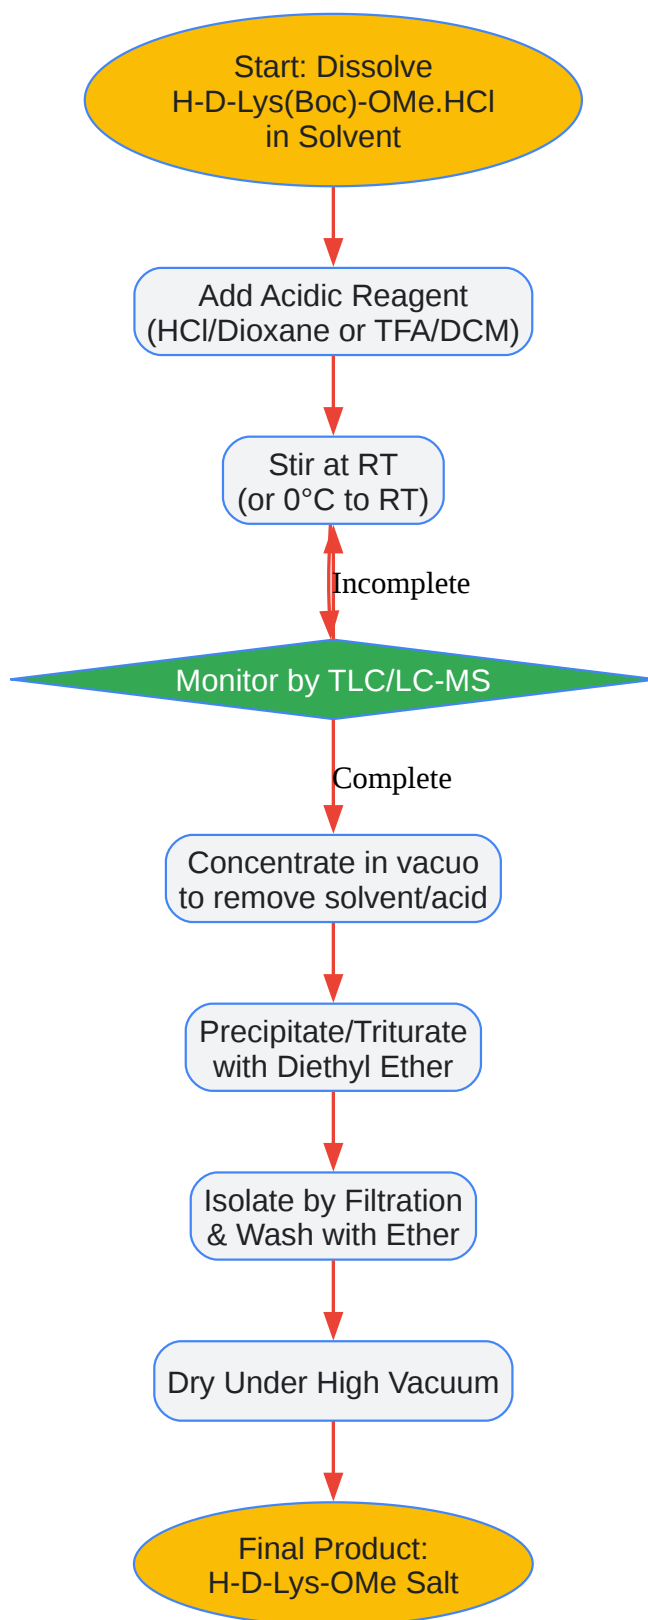 Start: Dissolve
H-D-Lys(Boc)-OMe.HCl
in Solvent
Add Acidic Reagent
(HCl/Dioxane or TFA/DCM)
Stir at RT
(or 0°C to RT)
Incomplete
Monitor by TLC/LC-MS
Complete
Concentrate in vacuo
to remove solvent/acid
Precipitate/Triturate
with Diethyl Ether
Isolate by Filtration
& Wash with Ether
Dry Under High Vacuum
Final Product:
H-D-Lys-OMe Salt